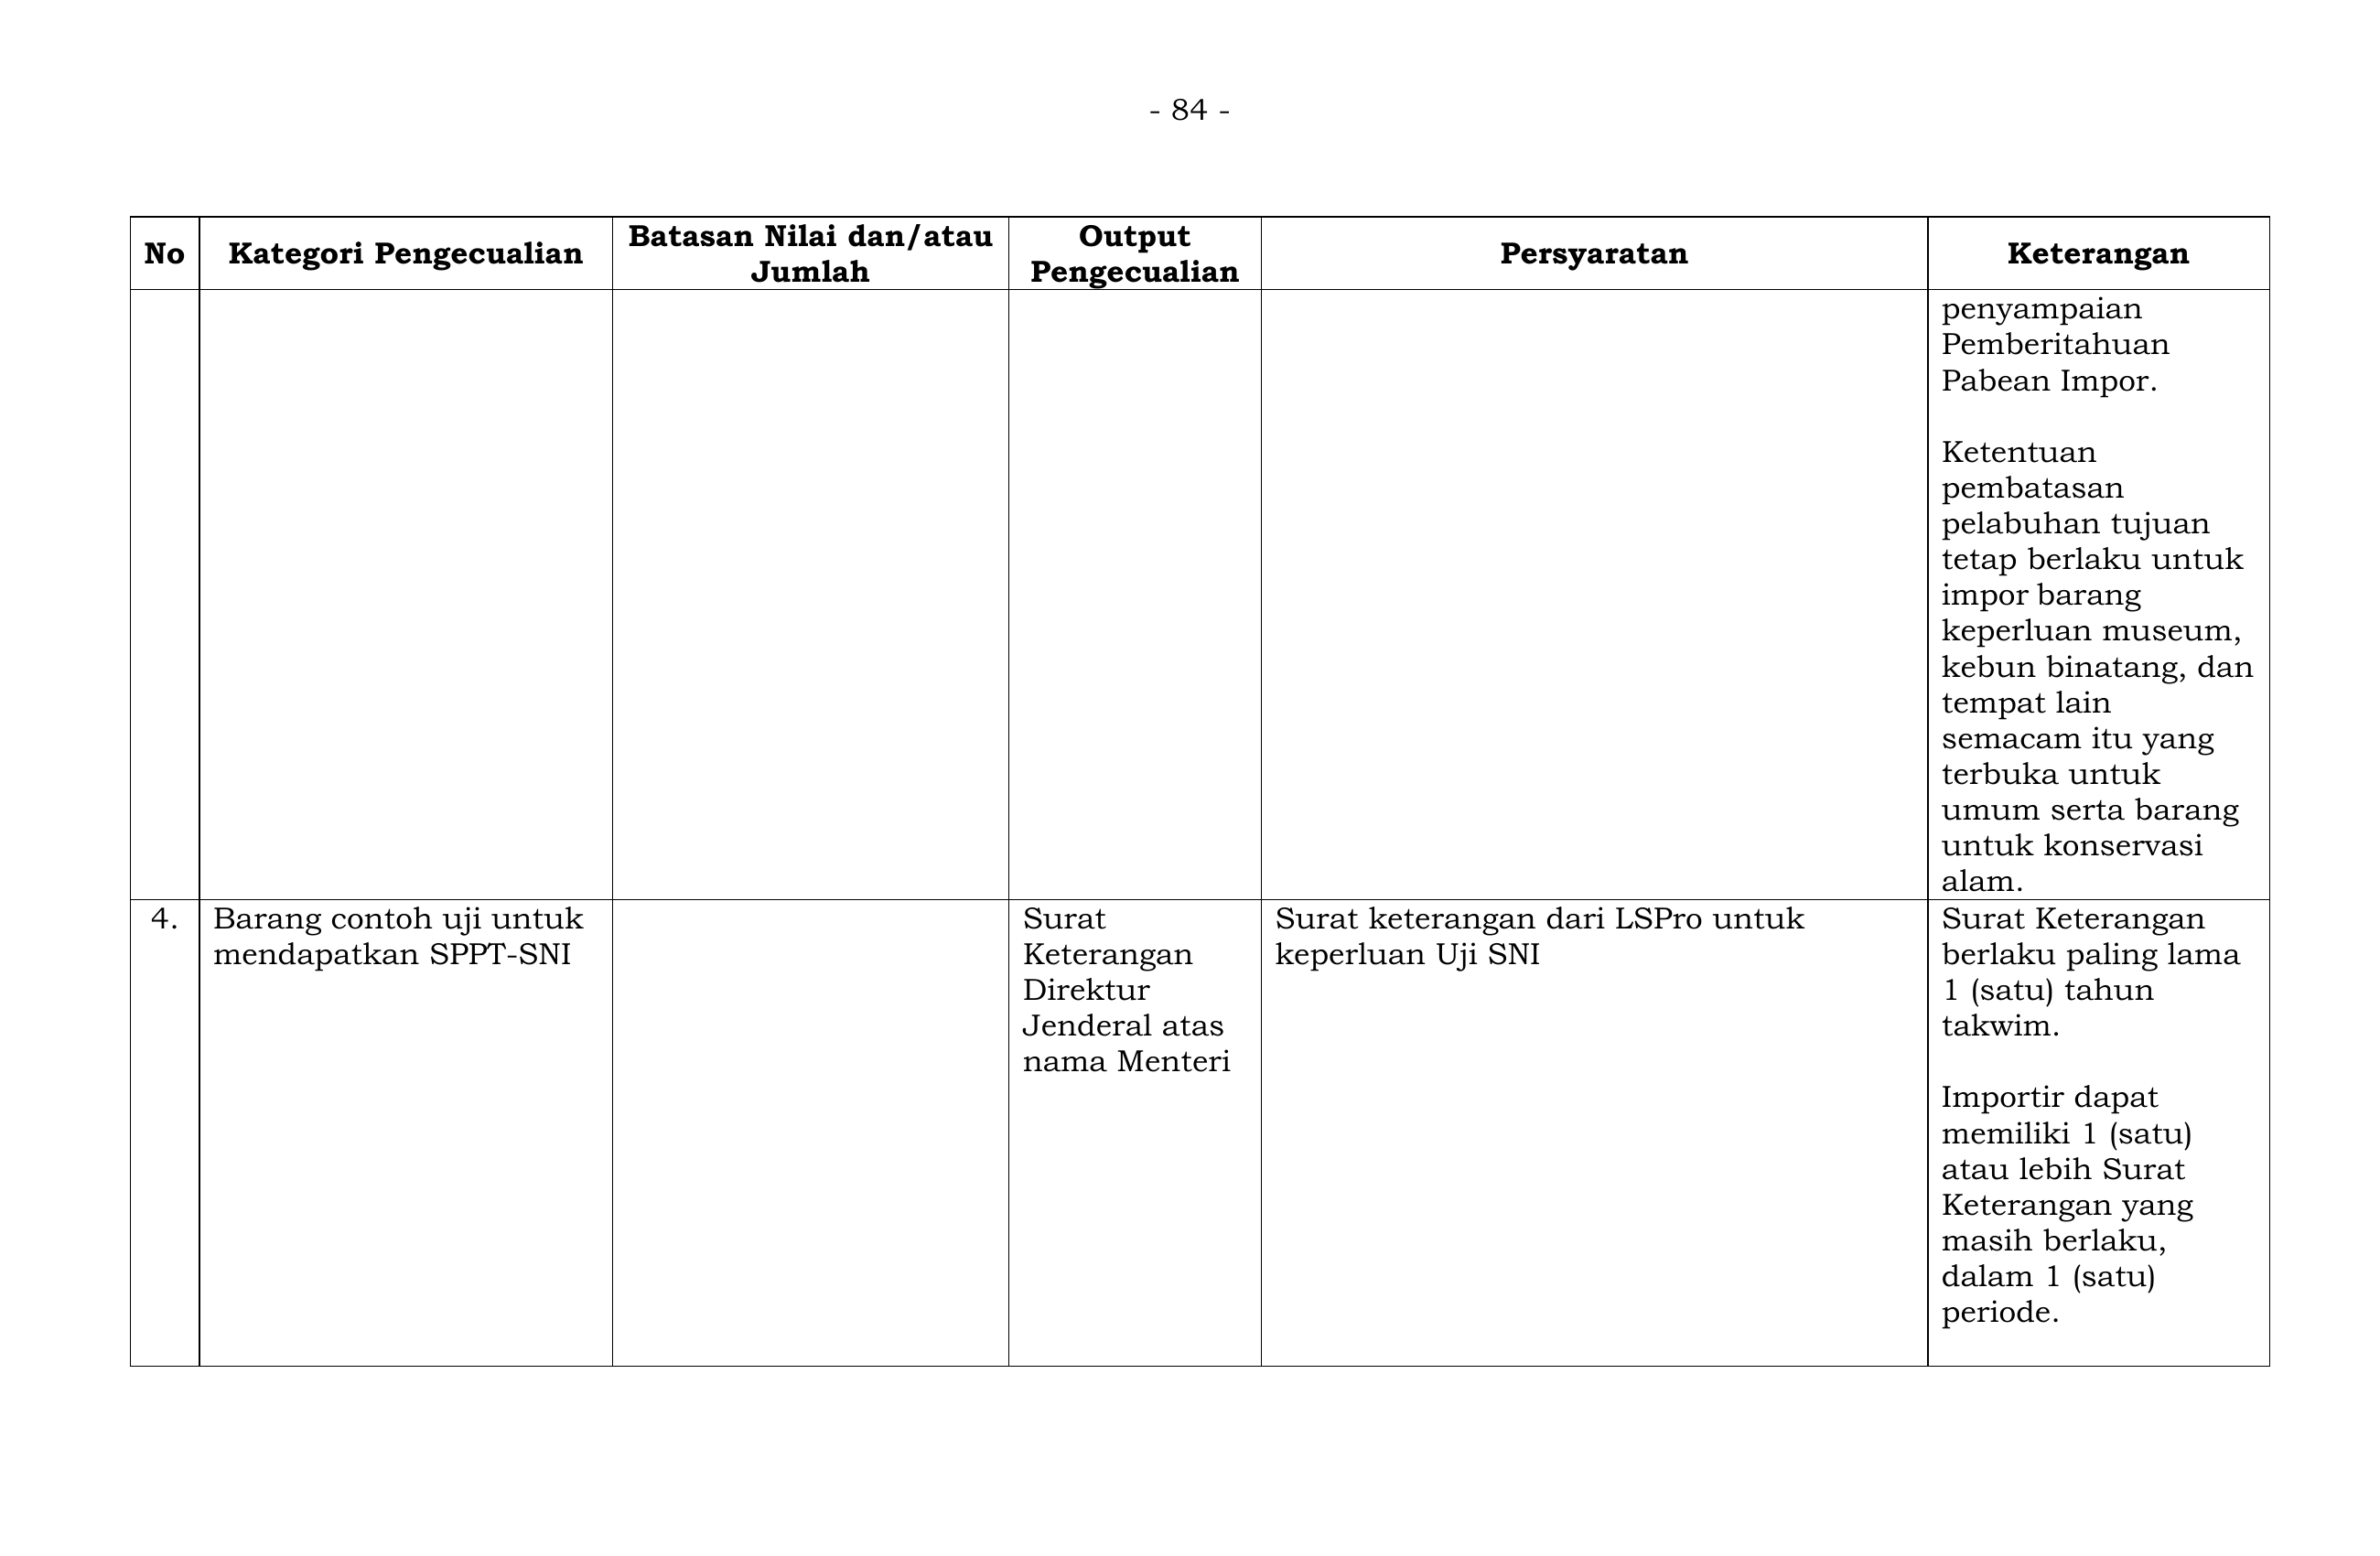 - 84 -
No
Kategori Pengecualian
Batasan Nilai dan/atau
Jumlah
Output
Pengecualian
Persyaratan
Keterangan
penyampaian
Pemberitahuan
Pabean Impor.
Ketentuan
pembatasan
pelabuhan tujuan
tetap berlaku untuk
impor barang
keperluan museum,
kebun binatang, dan
tempat lain
semacam itu yang
terbuka untuk
umum serta barang
untuk konservasi
alam.
4.
Barang contoh uji untuk
mendapatkan SPPT-SNI
Surat
Keterangan
Direktur
Jenderal atas
nama Menteri
Surat keterangan dari LSPro untuk
keperluan Uji SNI
Surat Keterangan
berlaku paling lama
1 (satu) tahun
takwim.
Importir dapat
memiliki 1 (satu)
atau lebih Surat
Keterangan yang
masih berlaku,
dalam 1 (satu)
periode.